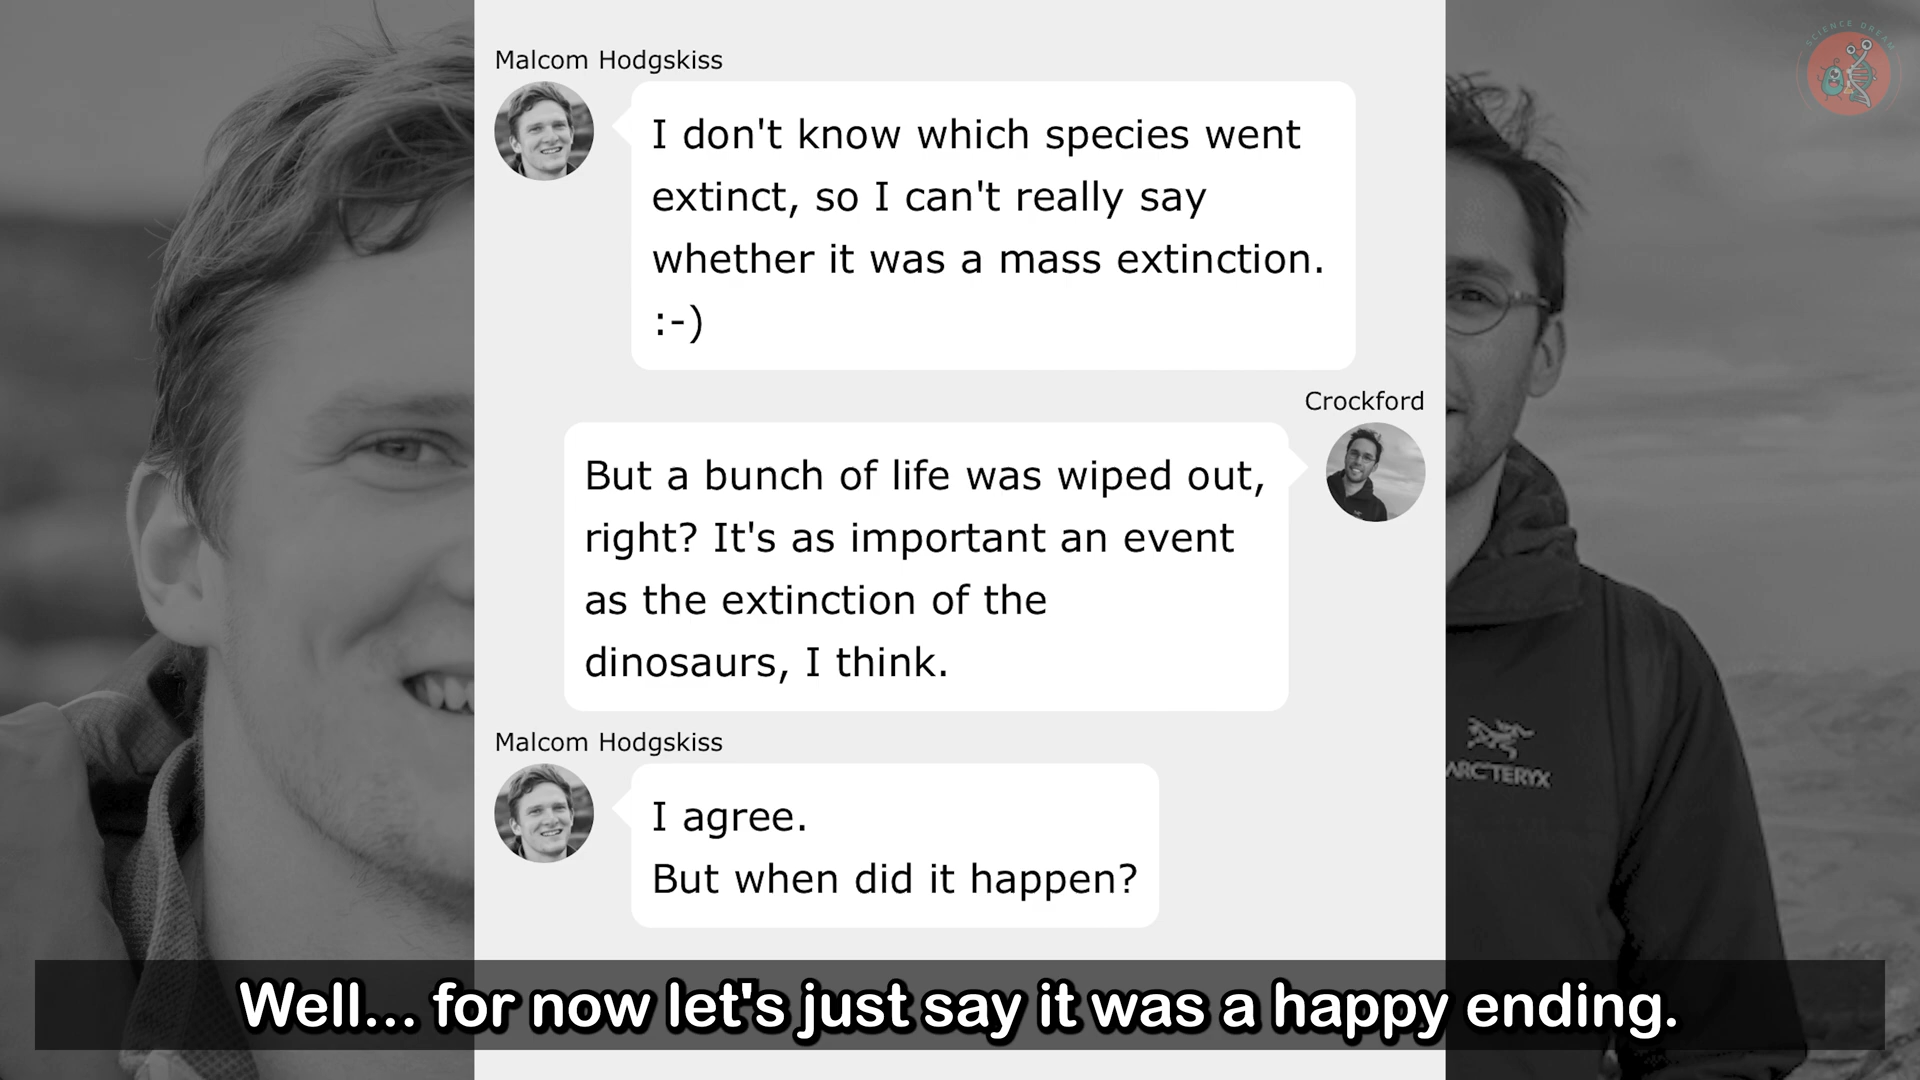 SCIENCE DREAM
Malcom Hodgskiss
I don't know which species went
extinct, so I can't really say
whether it was a mass extinction.
:-)
Crockford
But a bunch of life was wiped out,
right? It's as important an event
as the extinction of the
dinosaurs, I think.
Malcom Hodgskiss
I agree.
But when did it happen?
ARC'TERYX
Well... for now let's just say it was a happy ending.